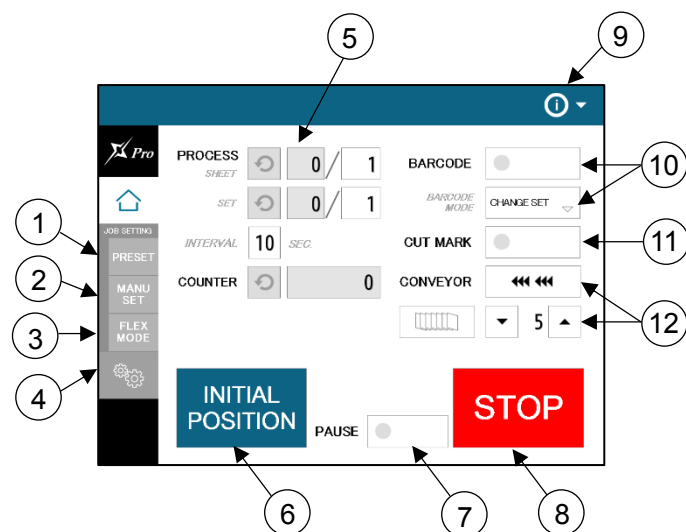 5
9
i
Pro
PROCESS
SHEET
0 / 1
BARCODE
10
SET
0 / 1
BARCODE
MODE
CHANGE SET
JOB SETTING
1
PRESET
INTERVAL 10 SEC.
CUT MARK
11
2
MANU
SET
COUNTER
0
CONVEYOR
3
FLEX
MODE
5
12
4
INITIAL
POSITION
PAUSE
STOP
6
7
8